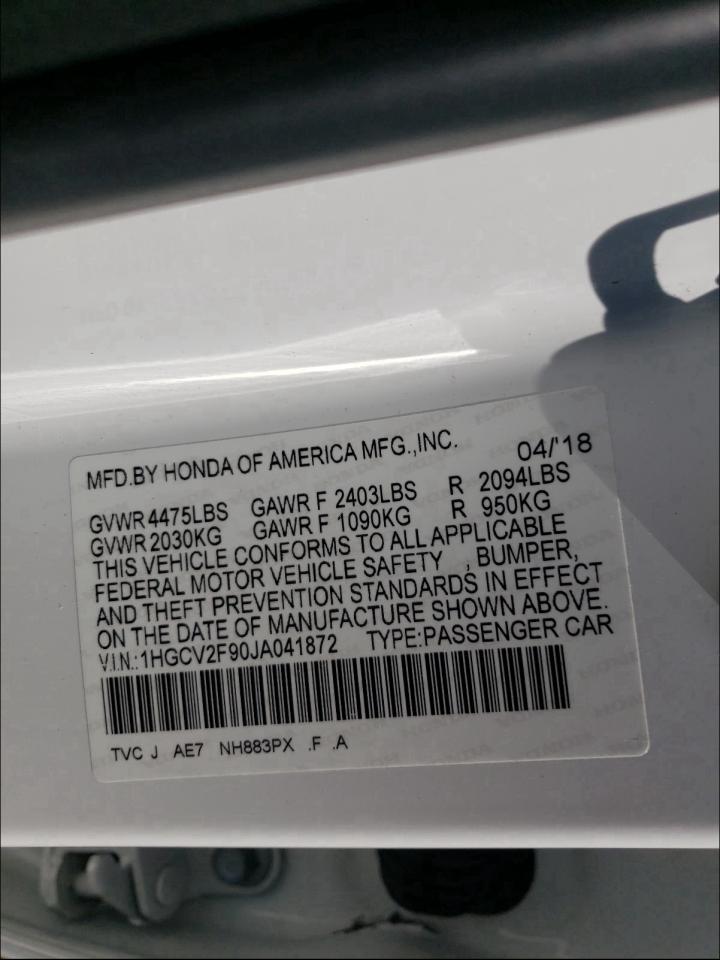 MFD.BY HONDA OF AMERICA MFG.,INC. 04/'18
GVWR 4475LBS GAWR F 2403LBS R 2094LBS
GVWR 2030KG GAWR F 1090KG R 950KG
THIS VEHICLE CONFORMS TO ALL APPLICABLE
FEDERAL MOTOR VEHICLE SAFETY , BUMPER,
AND THEFT PREVENTION STANDARDS IN EFFECT
ON THE DATE OF MANUFACTURE SHOWN ABOVE.
V.I.N.:1HGCV2F90JA041872 TYPE:PASSENGER CAR
TVC J AE7 NH883PX .F .A